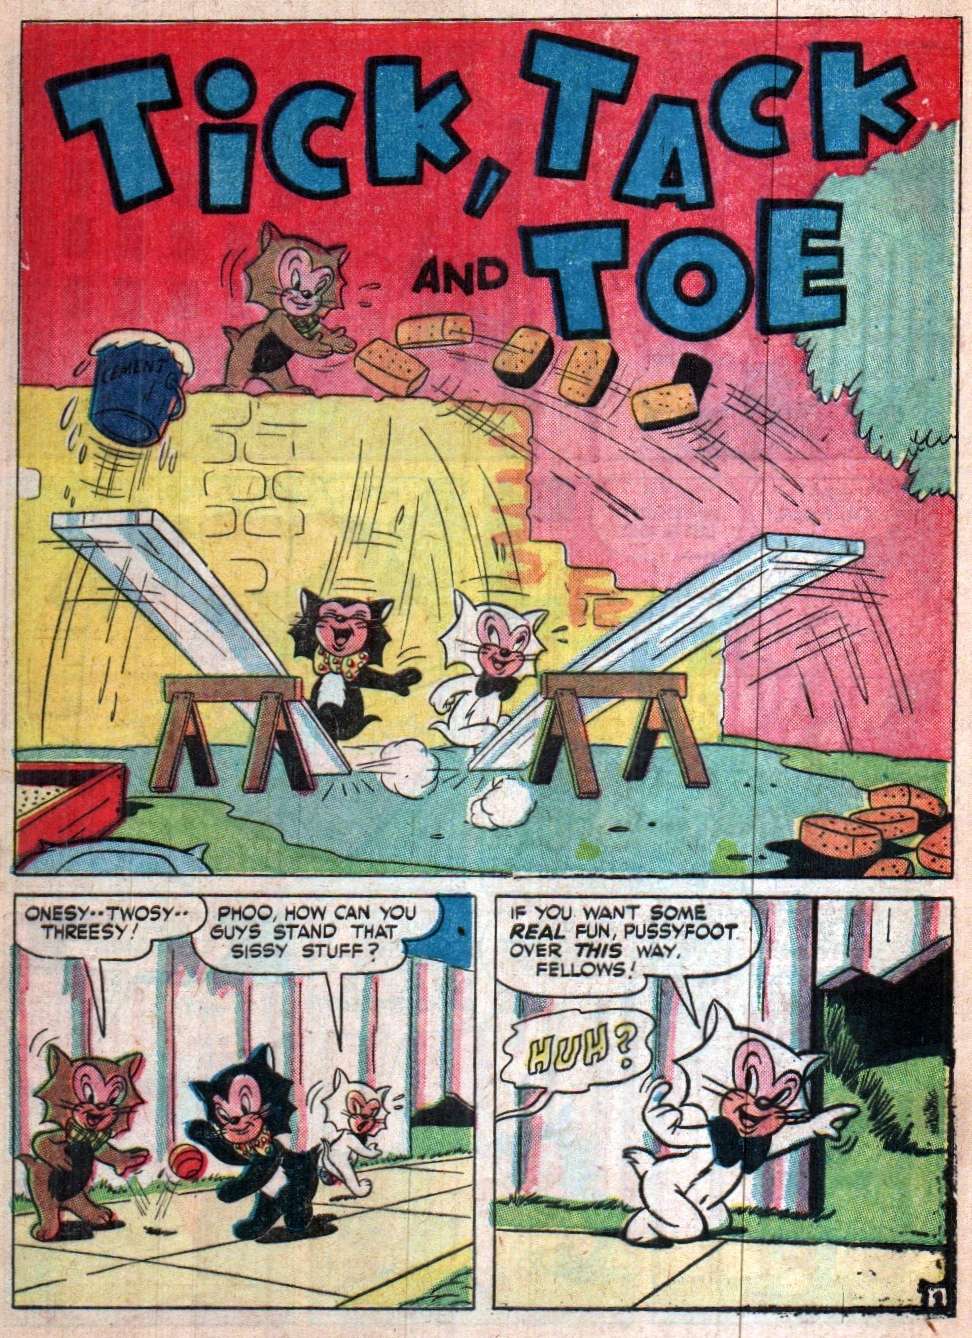 TiCK, TACK
AND TOE
CEMENT
ONESY--TWOSY--
THREESY!
PHOO, HOW CAN YOU
GUYS STAND THAT
SISSY STUFF?
IF YOU WANT SOME
REAL FUN, PUSSYFOOT
OVER THIS WAY,
FELLOWS!
HUH?